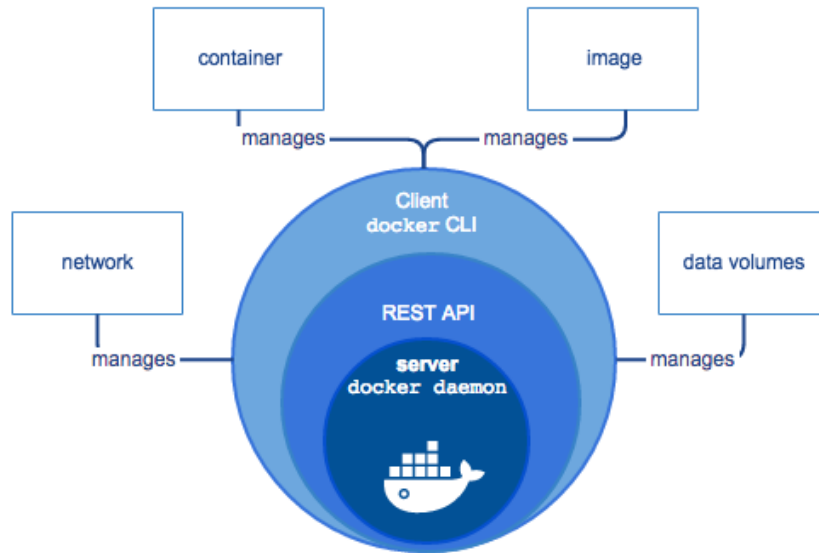 container
image
manages
manages
Client
docker CLI
network
data volumes
REST API
manages
server
manages
docker daemon